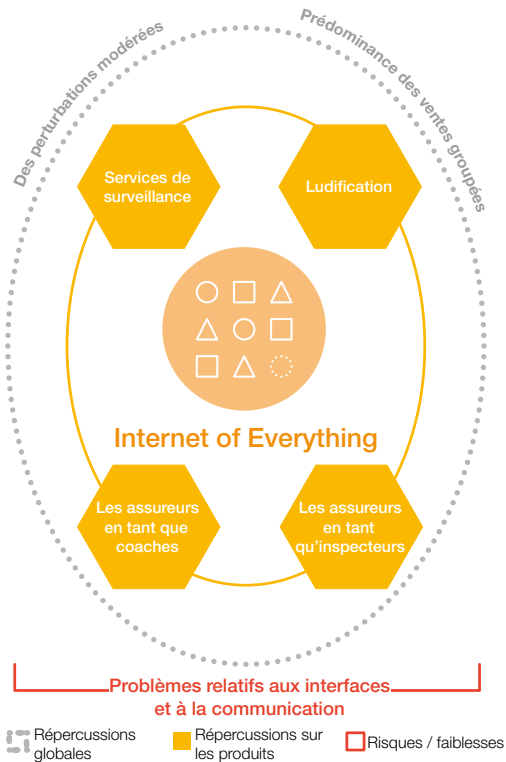 Des perturbations modérées
Prédominance des ventes groupées
Services de
surveillance
Ludification
Internet of Everything
Les assureurs
en tant que
coaches
Les assureurs
en tant
qu'inspecteurs
Problèmes relatifs aux interfaces
et à la communication
Répercussions
globales
Répercussions sur
les produits
Risques / faiblesses